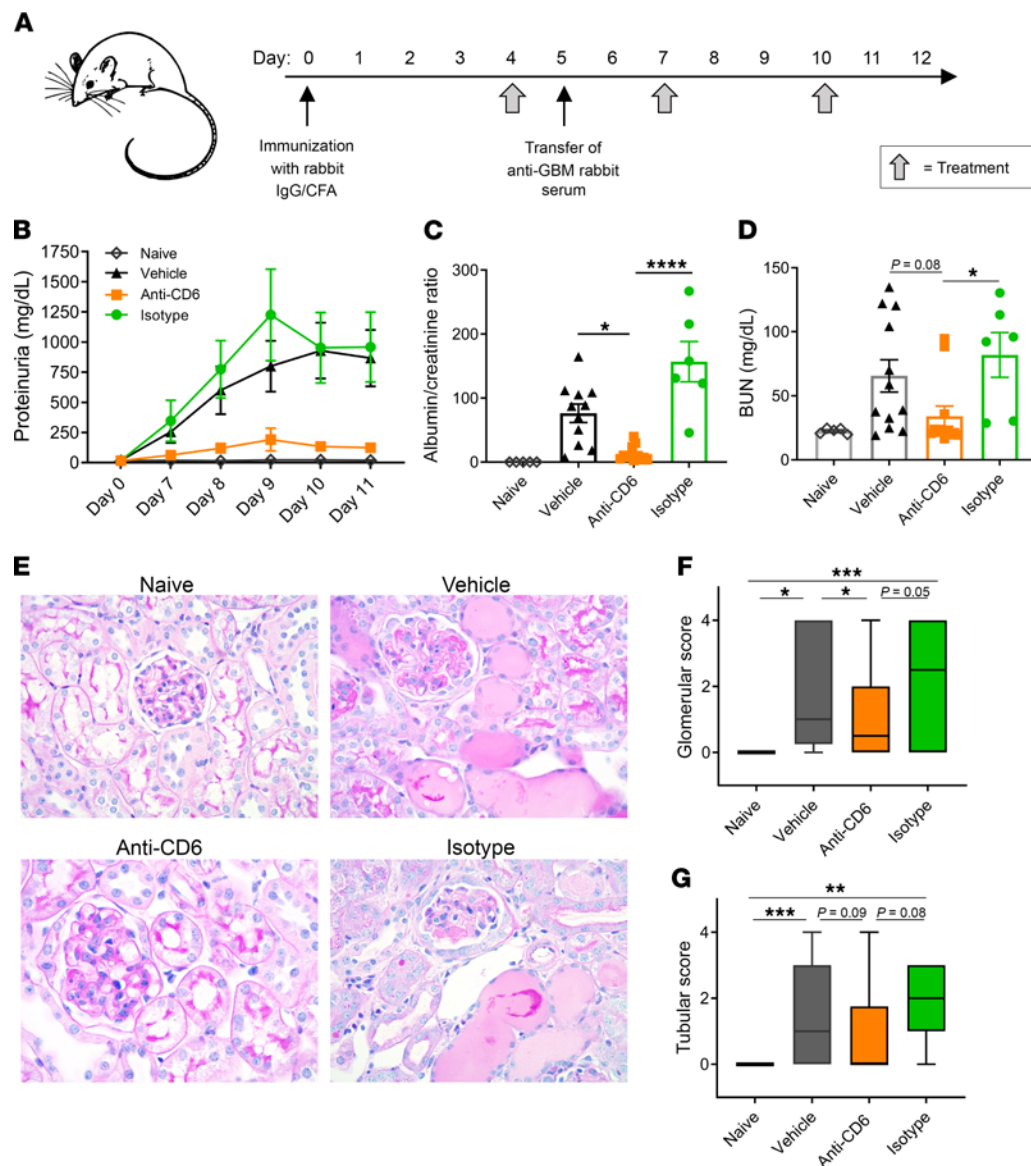 A
Day: 0 1 2 3 4 5 6 7 8 9 10 11 12
Immunization
with rabbit
IgG/CFA
Transfer of
anti-GBM rabbit
serum
= Treatment
B
Proteinuria (mg/dL)
1750
1500
1250
1000
750
500
250
0
Naive
Vehicle
Anti-CD6
Isotype
Day 0
Day 7
Day 8
Day 9
Day 10
Day 11
C
Albumin/creatinine ratio
300
200
100
0
****
*
Naive
Vehicle
Anti-CD6
Isotype
D
BUN (mg/dL)
150
100
50
0
P = 0.08
*
Naive
Vehicle
Anti-CD6
Isotype
E
Naive
Vehicle
Anti-CD6
Isotype
F
Glomerular score
4
2
0
***
*
*
P = 0.05
Naive
Vehicle
Anti-CD6
Isotype
G
Tubular score
4
2
0
**
***
P = 0.09
P = 0.08
Naive
Vehicle
Anti-CD6
Isotype